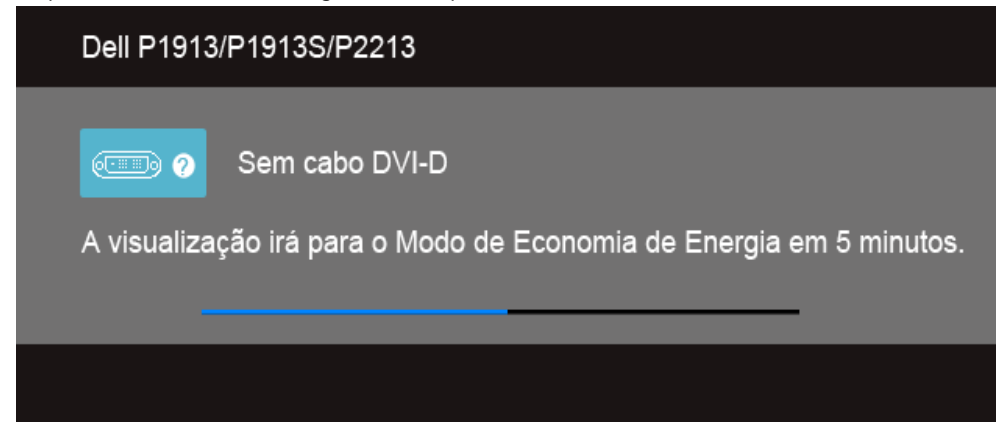 Dell P1913/P1913S/P2213
Sem cabo DVI-D
A visualização irá para o Modo de Economia de Energia em 5 minutos.